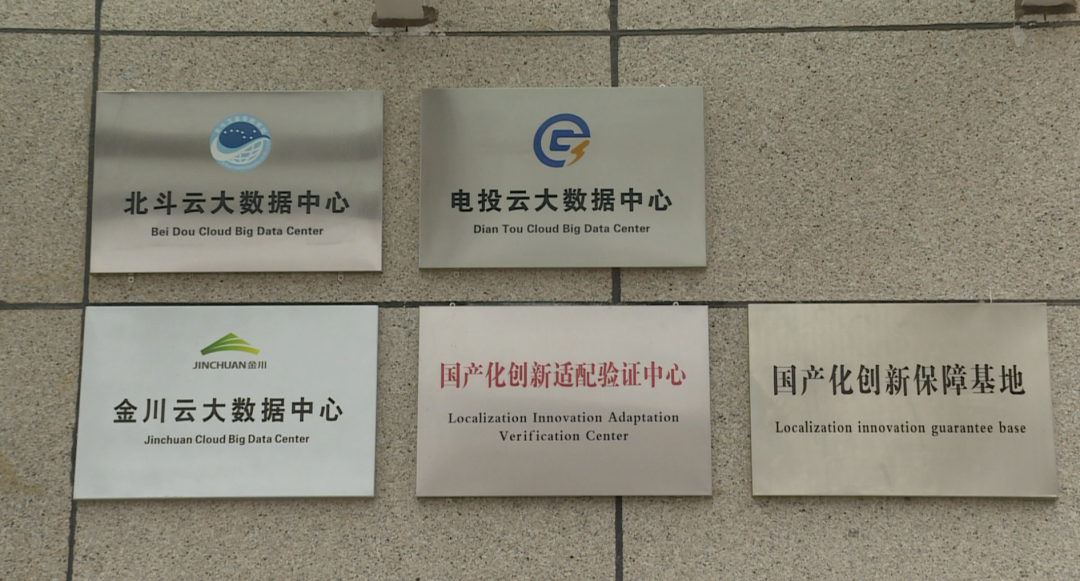 北斗云大数据中心
Bei Dou Cloud Big Data Center
电投云大数据中心
Dian Tou Cloud Big Data Center
JINCHUAN金川
金川云大数据中心
Jinchuan Cloud Big Data Center
国产化创新适配验证中心
Localization Innovation Adaptation
Verification Center
国产化创新保障基地
Localization innovation guarantee base